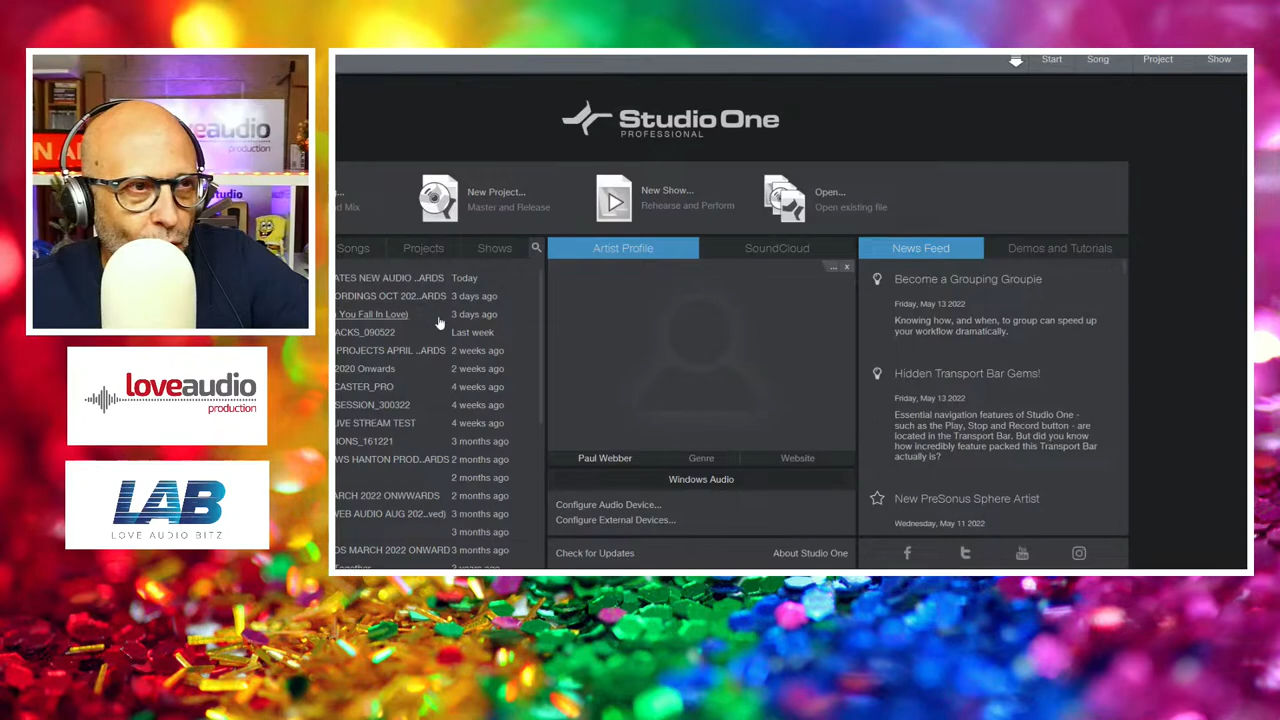 Start Song Project Show
Studio One
PROFESSIONAL
New Project...
Master and Release
New Show...
Rehearse and Perform
Open...
Open existing file
d Mix
Songs Projects Shows
Artist Profile SoundCloud
News Feed Demos and Tutorials
ATES NEW AUDIO ..ARDS Today
ORDINGS OCT 202..ARDS 3 days ago
You Fall In Love) 3 days ago
ACKS_090522 Last week
PROJECTS APRIL ..ARDS 2 weeks ago
2020 Onwards 2 weeks ago
CASTER_PRO 4 weeks ago
SESSION_300322 4 weeks ago
LIVE STREAM TEST 4 weeks ago
IONS_161221 3 months ago
WS HANTON PROD..ARDS 2 months ago
2 months ago
ARCH 2022 ONWWARDS 2 months ago
WEB AUDIO AUG 202..ved) 3 months ago
3 months ago
DS MARCH 2022 ONWARD 3 months ago
Together
Paul Webber Genre Website
Windows Audio
Configure Audio Device...
Configure External Devices...
Check for Updates About Studio One
Become a Grouping Groupie
Friday, May 13 2022
Knowing how, and when, to group can speed up
your workflow dramatically.
Hidden Transport Bar Gems!
Friday, May 13 2022
Essential navigation features of Studio One -
such as the Play, Stop and Record button - are
located in the Transport Bar. But did you know
how incredibly feature packed this Transport Bar
actually is?
New PreSonus Sphere Artist
Wednesday, May 11 2022
veaudio
production
N A
studio
loveaudio
production
LAB
LOVE AUDIO BITZ